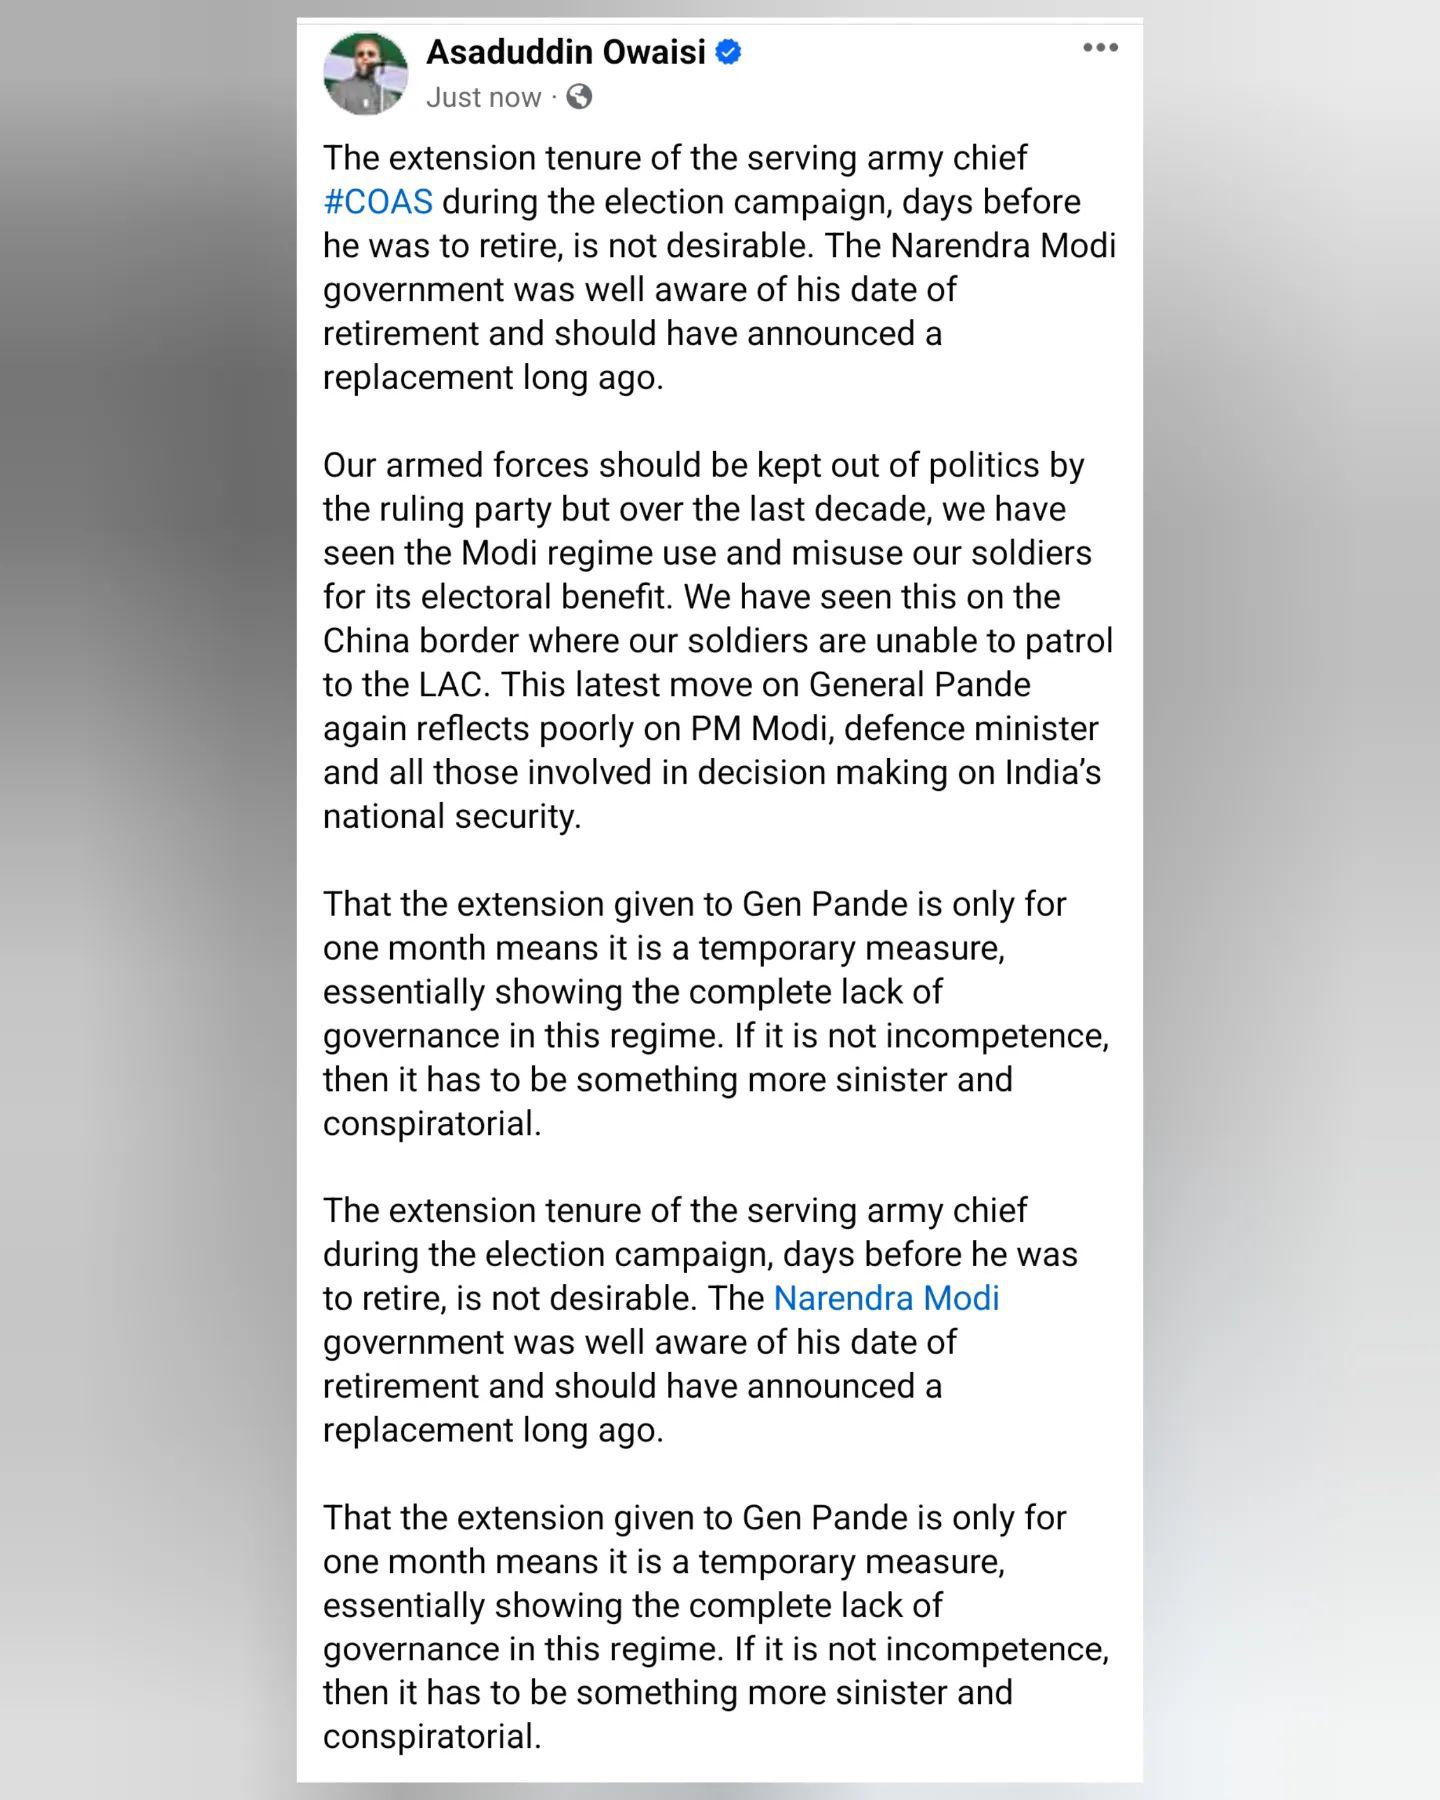 Asaduddin Owaisi
Just now ·
The extension tenure of the serving army chief
#COAS during the election campaign, days before
he was to retire, is not desirable. The Narendra Modi
government was well aware of his date of
retirement and should have announced a
replacement long ago.
Our armed forces should be kept out of politics by
the ruling party but over the last decade, we have
seen the Modi regime use and misuse our soldiers
for its electoral benefit. We have seen this on the
China border where our soldiers are unable to patrol
to the LAC. This latest move on General Pande
again reflects poorly on PM Modi, defence minister
and all those involved in decision making on India’s
national security.
That the extension given to Gen Pande is only for
one month means it is a temporary measure,
essentially showing the complete lack of
governance in this regime. If it is not incompetence,
then it has to be something more sinister and
conspiratorial.
The extension tenure of the serving army chief
during the election campaign, days before he was
to retire, is not desirable. The Narendra Modi
government was well aware of his date of
retirement and should have announced a
replacement long ago.
That the extension given to Gen Pande is only for
one month means it is a temporary measure,
essentially showing the complete lack of
governance in this regime. If it is not incompetence,
then it has to be something more sinister and
conspiratorial.